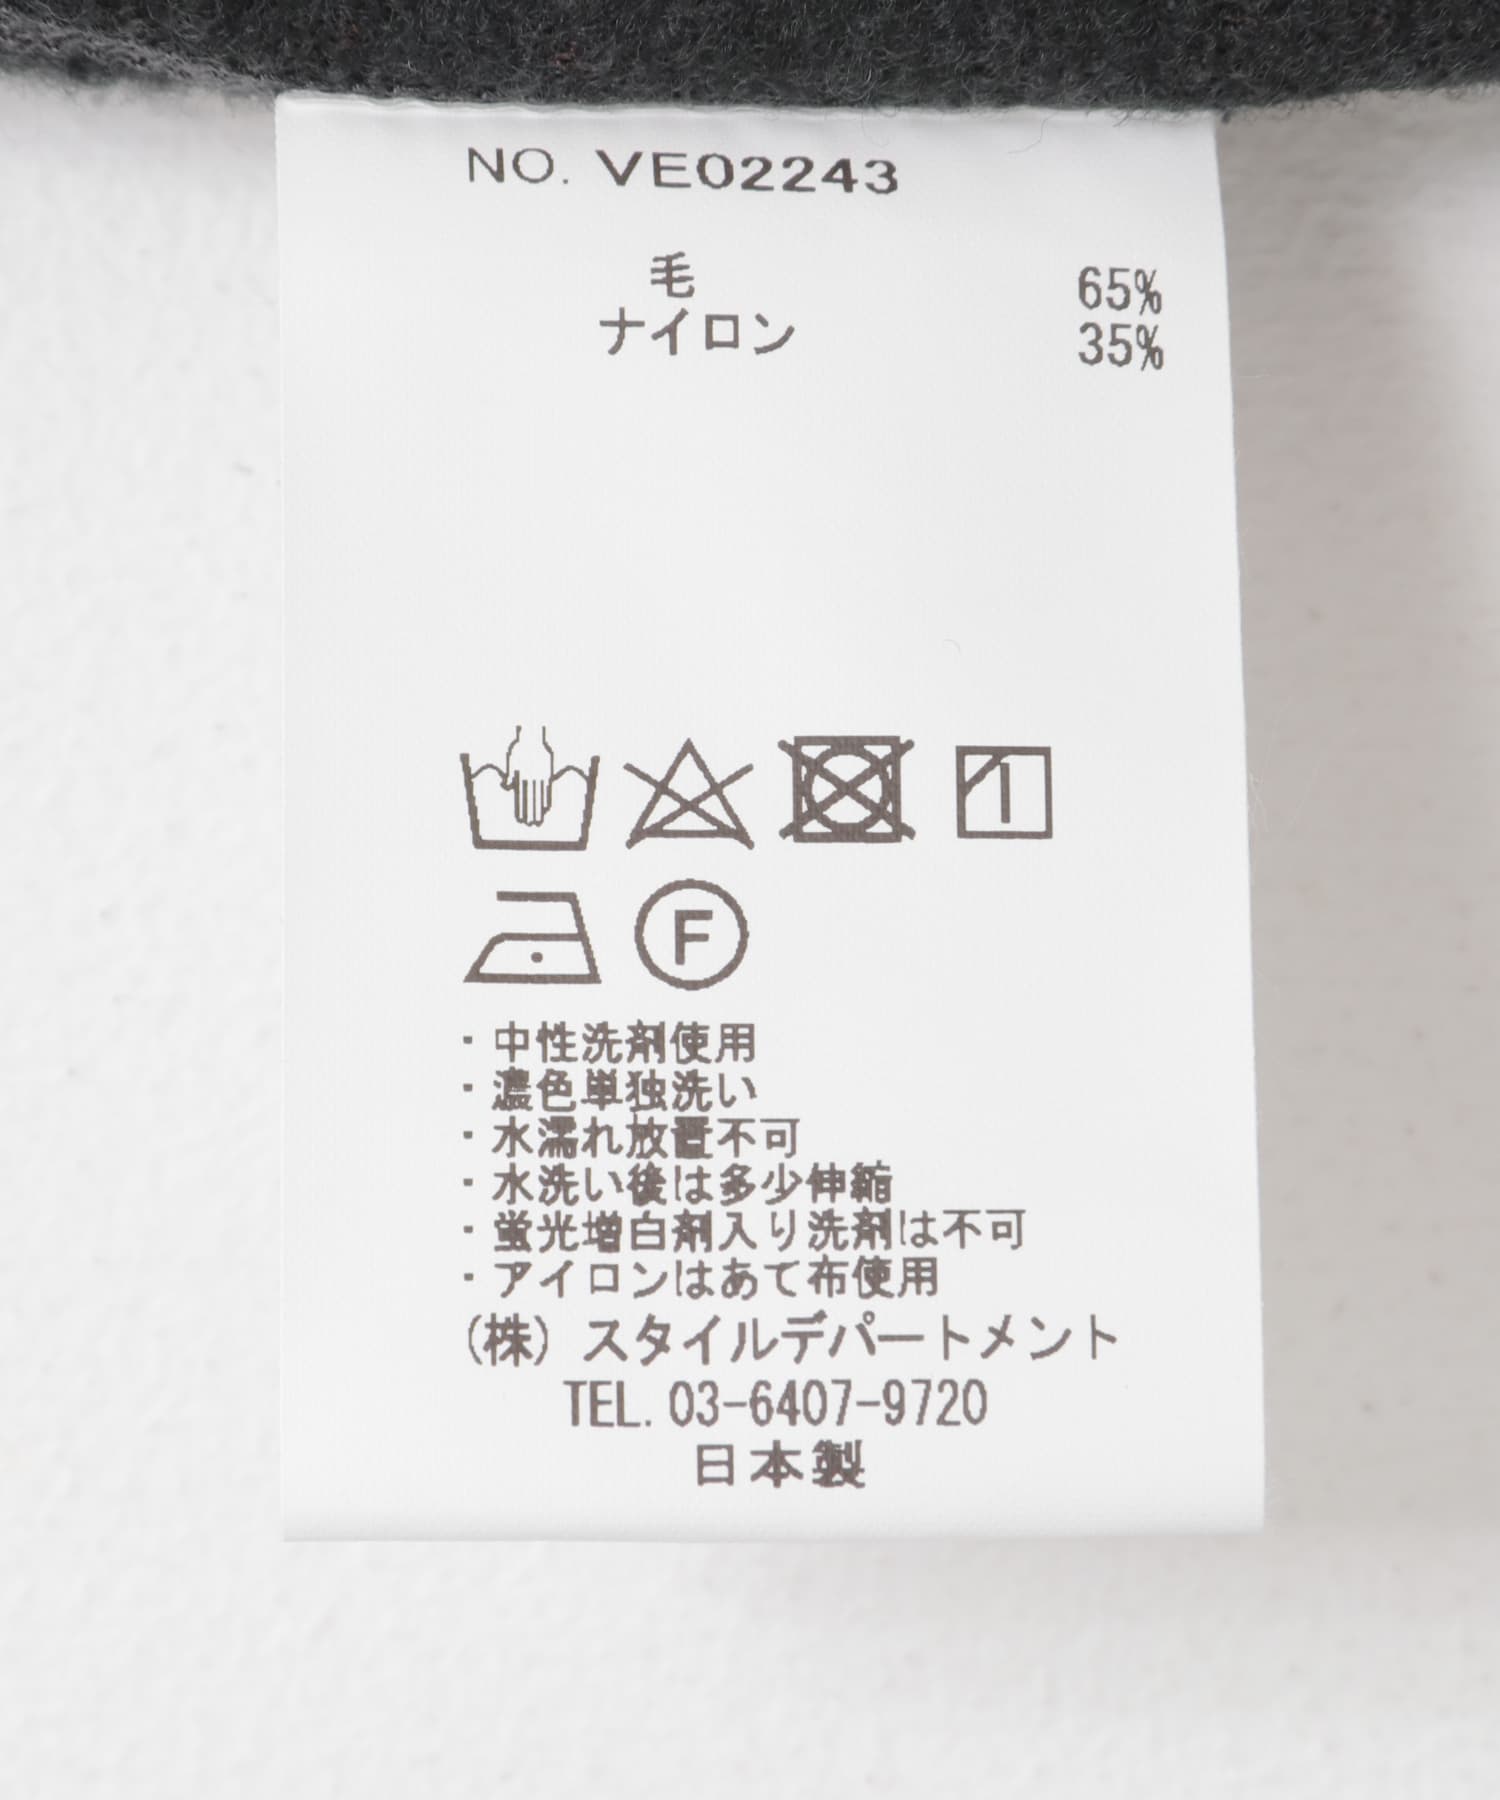 NO. VE02243
毛 65%
ナイロン 35%
F
・中性洗剤使用
・濃色単独洗い
・水濡れ放置不可
・水洗い後は多少伸縮
・蛍光増白剤入り洗剤は不可
・アイロンはあて布使用
(株) スタイルデパートメント
TEL. 03-6407-9720
日本製